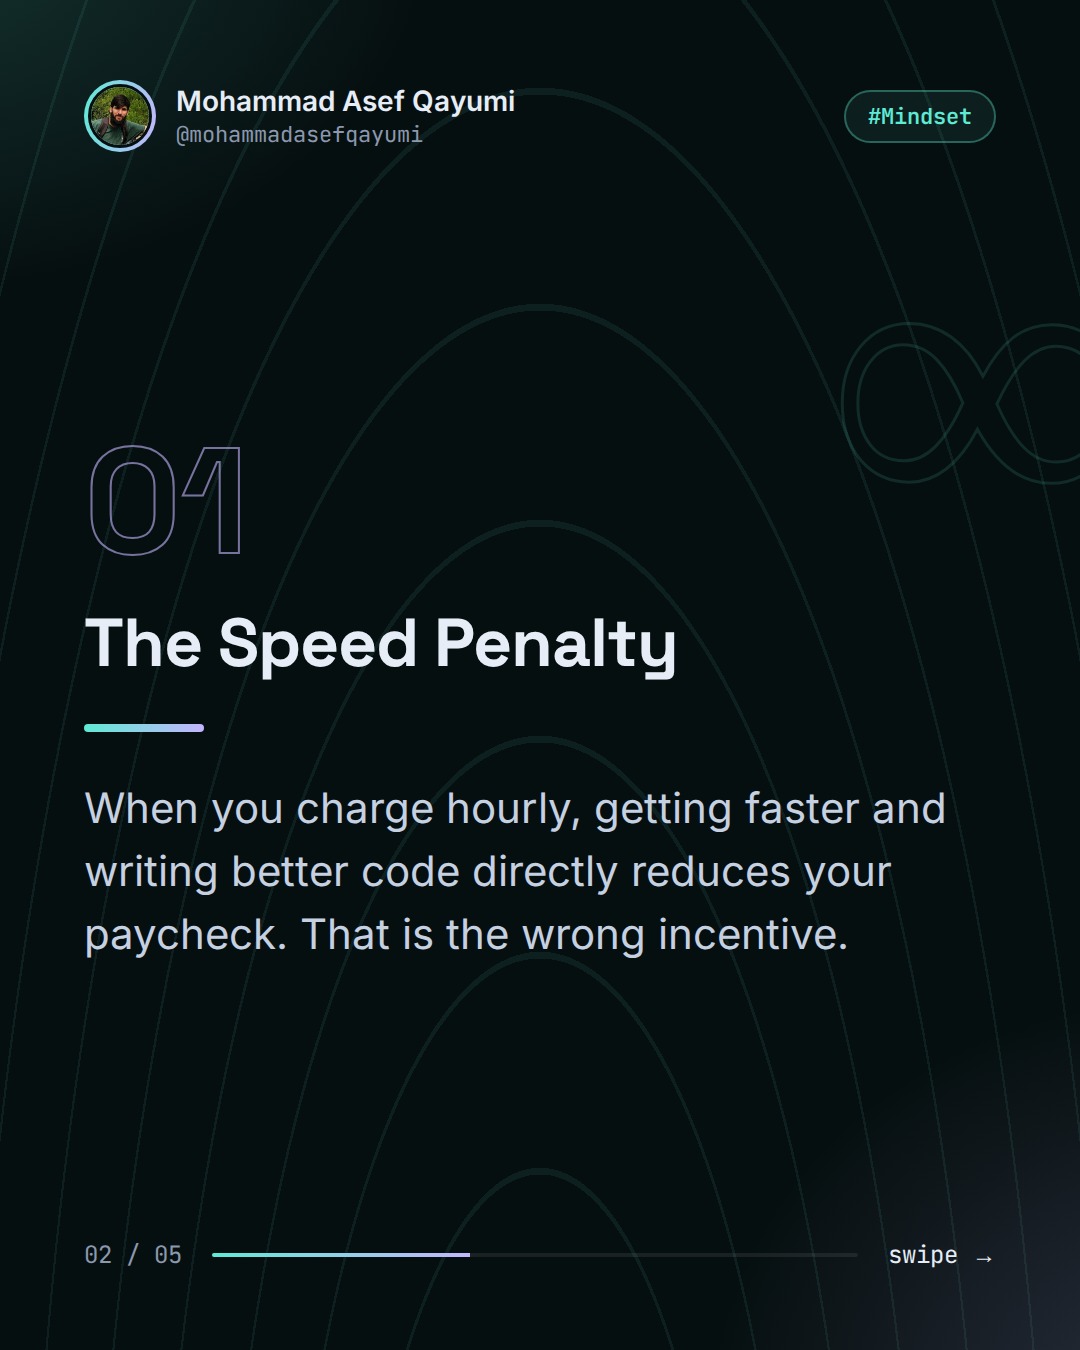 Mohammad Asef Qayumi
@mohammadasefqayumi
#Mindset
01
The Speed Penalty
When you charge hourly, getting faster and
writing better code directly reduces your
paycheck. That is the wrong incentive.
02 / 05
swipe →